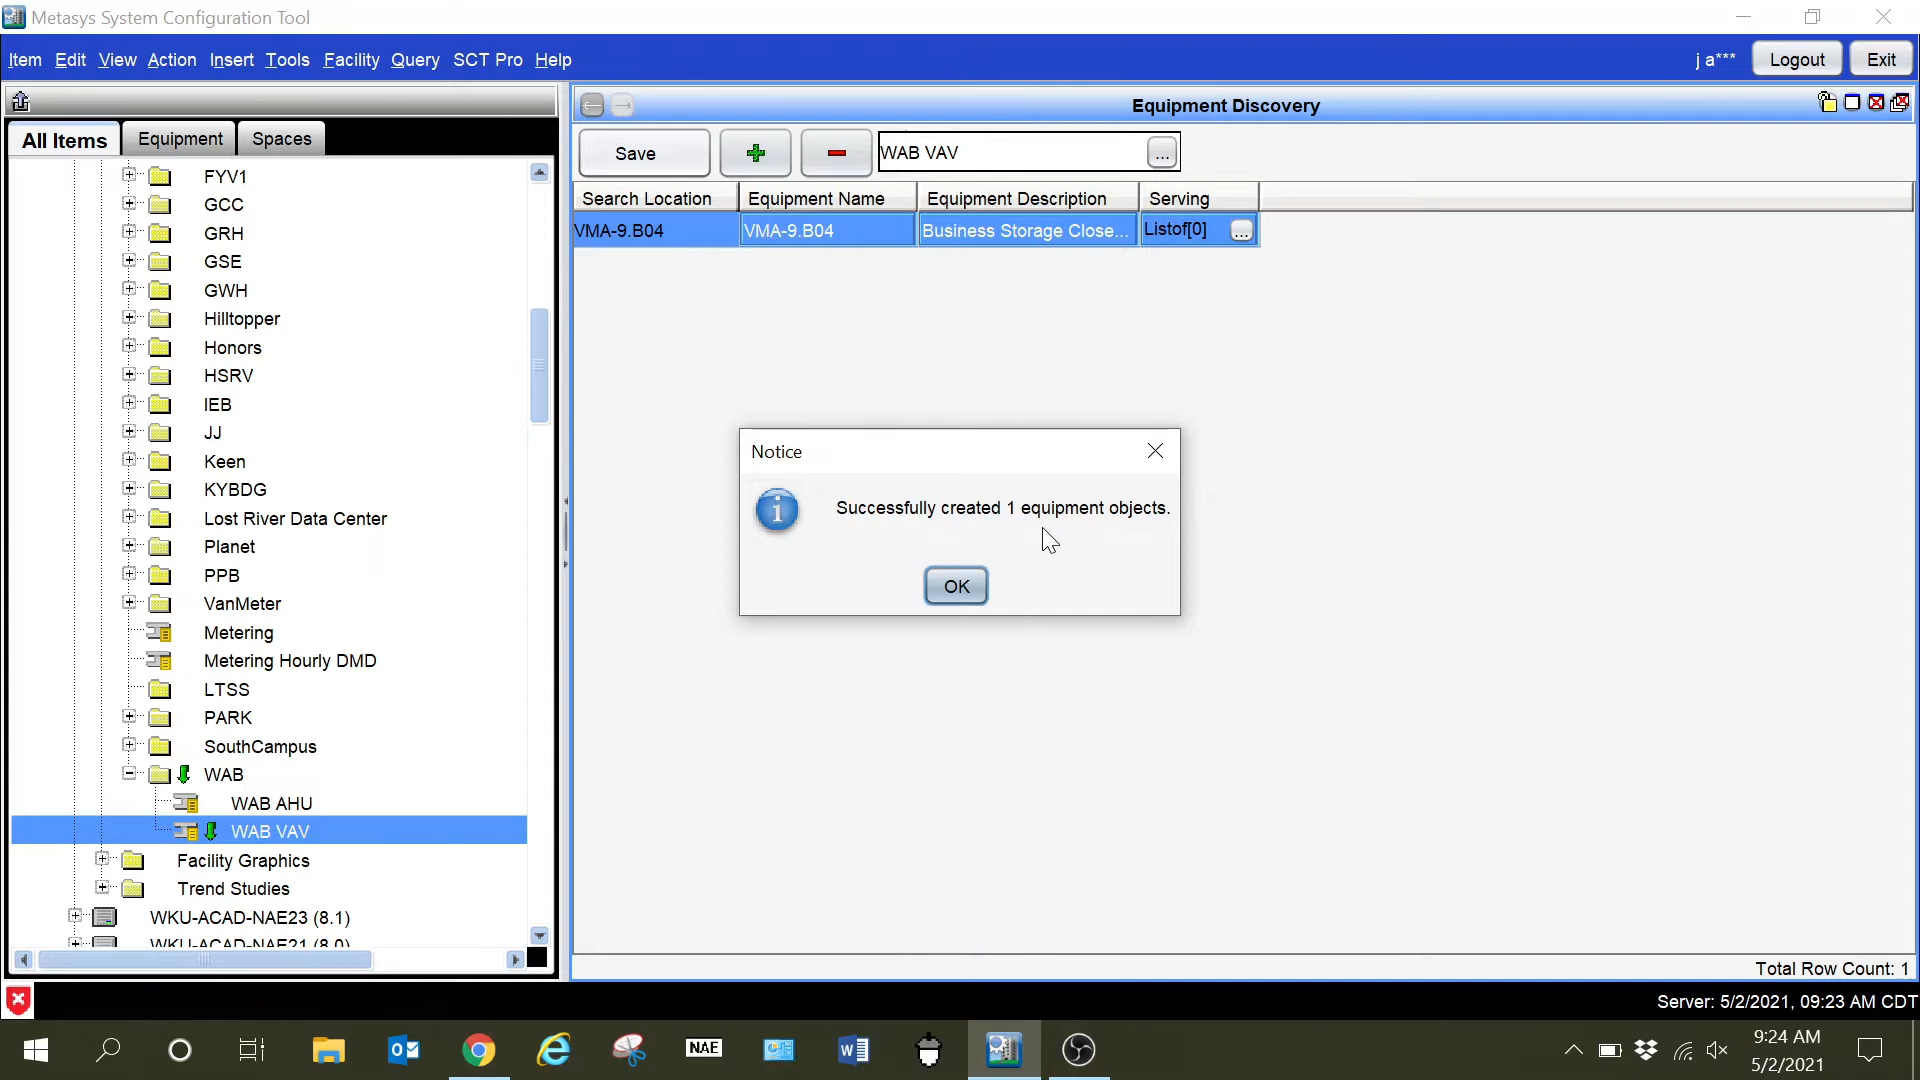 Metasys System Configuration Tool
Item Edit View Action Insert Tools Facility Query SCT Pro Help
j a*** Logout Exit
Equipment Discovery
All Items Equipment Spaces
Save WAB VAV ...
Search Location Equipment Name Equipment Description Serving
VMA-9.B04 VMA-9.B04 Business Storage Close... Listof[0] ...
FYV1
GCC
GRH
GSE
GWH
Hilltopper
Honors
HSRV
IEB
JJ
Keen
KYBDG
Lost River Data Center
Planet
PPB
VanMeter
Metering
Metering Hourly DMD
LTSS
PARK
SouthCampus
WAB
WAB AHU
WAB VAV
Facility Graphics
Trend Studies
WKU-ACAD-NAE23 (8.1)
WKU-ACAD-NAE21 (8.0)
Notice
Successfully created 1 equipment objects.
OK
Total Row Count: 1
Server: 5/2/2021, 09:23 AM CDT
NAE
9:24 AM
5/2/2021